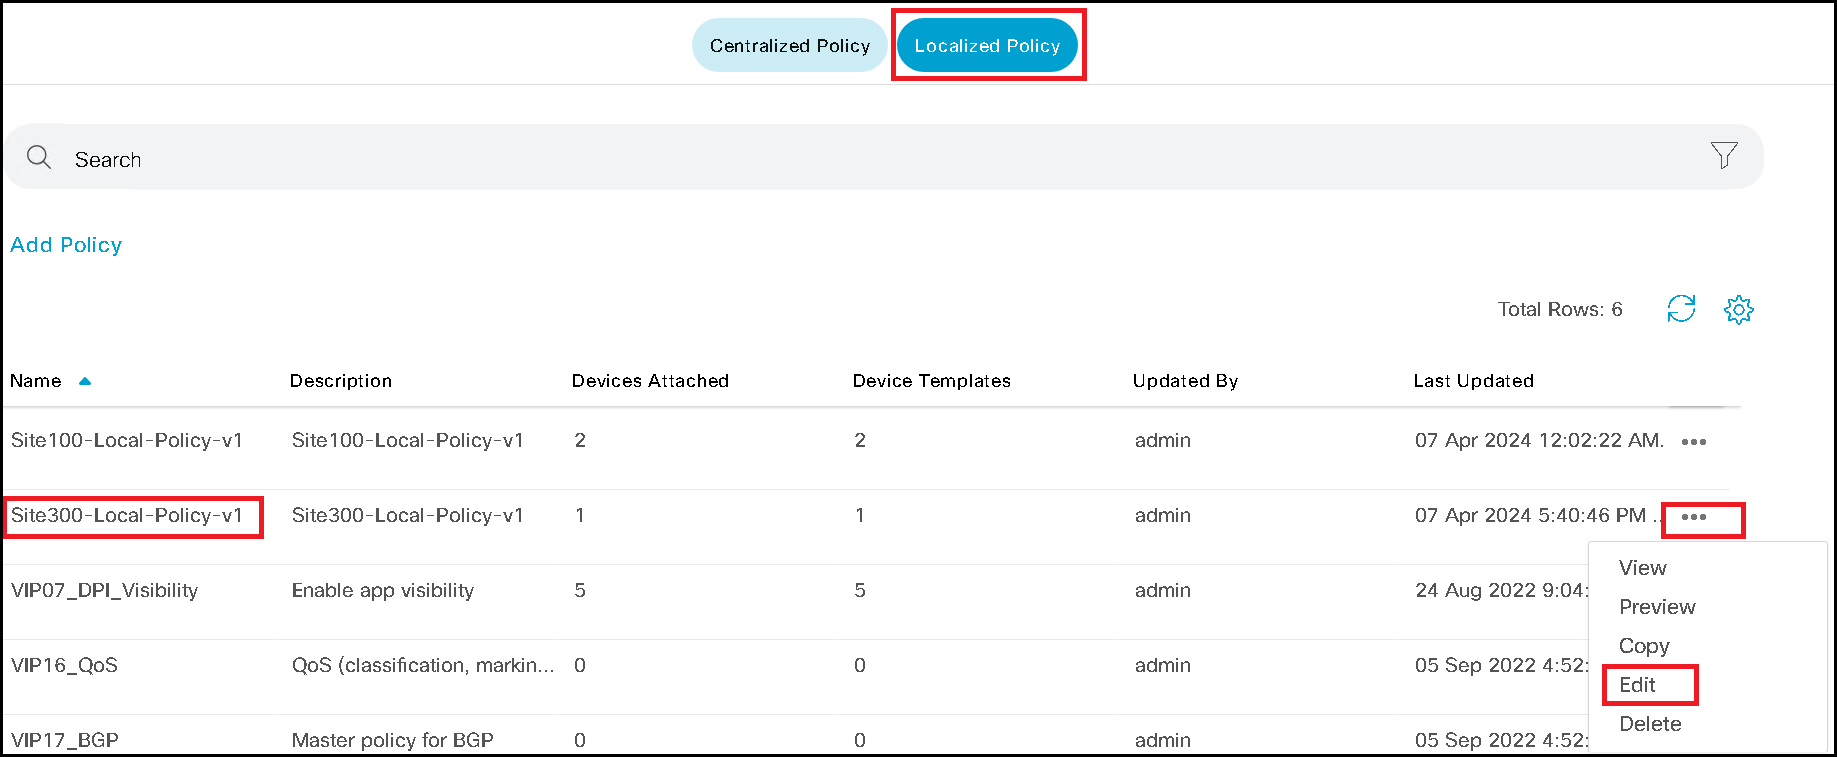 Centralized Policy Localized Policy
Search
Add Policy
Total Rows: 6
Name Description Devices Attached Device Templates Updated By Last Updated
Site100-Local-Policy-v1 Site100-Local-Policy-v1 2 2 admin 07 Apr 2024 12:02:22 AM. •••
Site300-Local-Policy-v1 Site300-Local-Policy-v1 1 1 admin 07 Apr 2024 5:40:46 PM .. •••
VIP07_DPI_Visibility Enable app visibility 5 5 admin 24 Aug 2022 9:04:
VIP16_QoS QoS (classification, markin... 0 0 admin 05 Sep 2022 4:52:
VIP17_BGP Master policy for BGP 0 0 admin 05 Sep 2022 4:52:
View
Preview
Copy
Edit
Delete